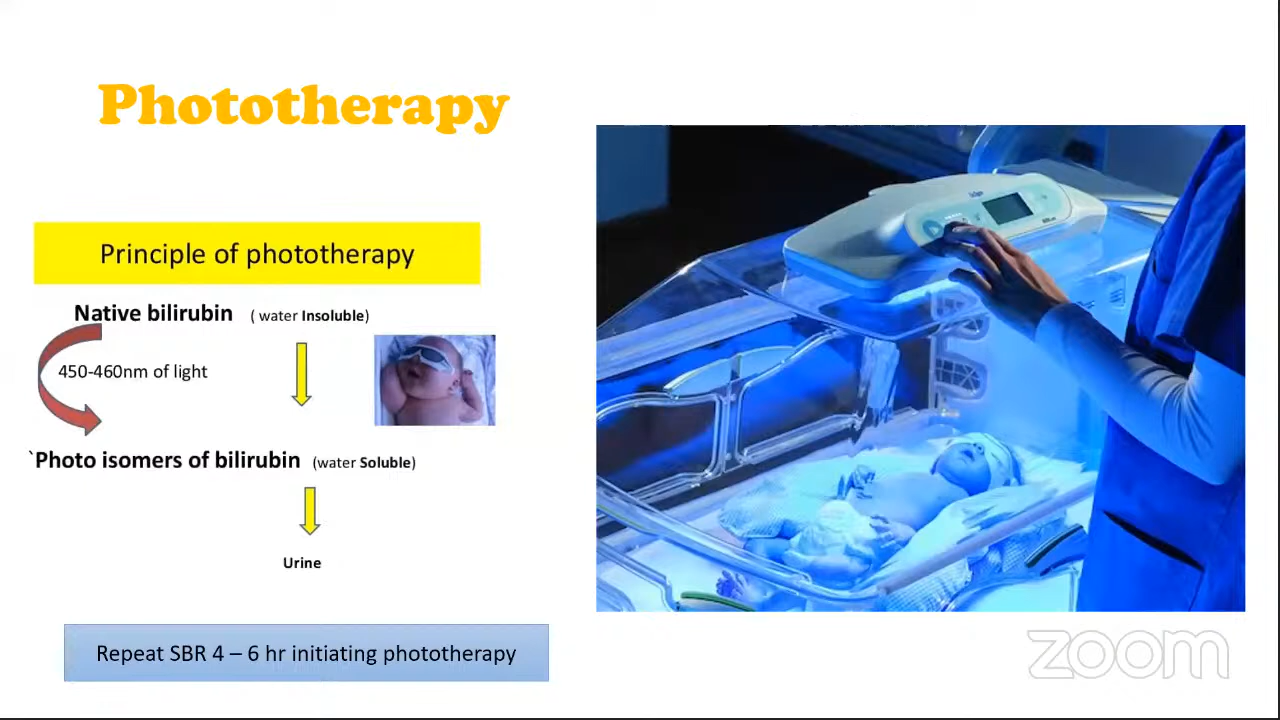 Phototherapy
Principle of phototherapy
Native bilirubin ( water Insoluble)
450-460nm of light
`Photo isomers of bilirubin (water Soluble)
Urine
Repeat SBR 4 – 6 hr initiating phototherapy
zoom